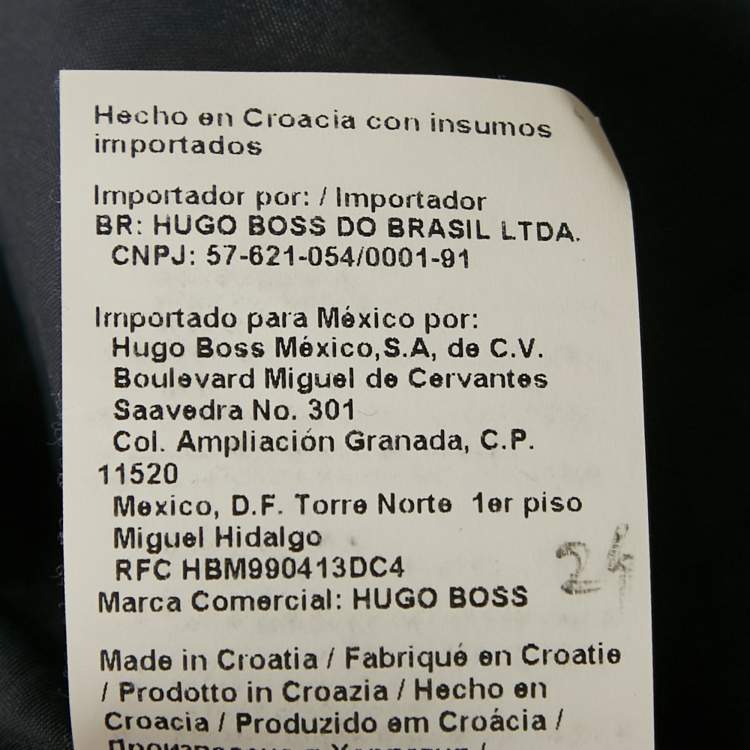 Hecho en Croacia con insumos
importados
Importador por: / Importador
BR: HUGO BOSS DO BRASIL LTDA.
CNPJ: 57-621-054/0001-91
Importado para México por:
Hugo Boss México,S.A, de C.V.
Boulevard Miguel de Cervantes
Saavedra No. 301
Col. Ampliación Granada, C.P.
11520
Mexico, D.F. Torre Norte 1er piso
Miguel Hidalgo
RFC HBM990413DC4
Marca Comercial: HUGO BOSS
Made in Croatia / Fabriqué en Croatie
/ Prodotto in Croazia / Hecho en
Croacia / Produzido em Croácia /